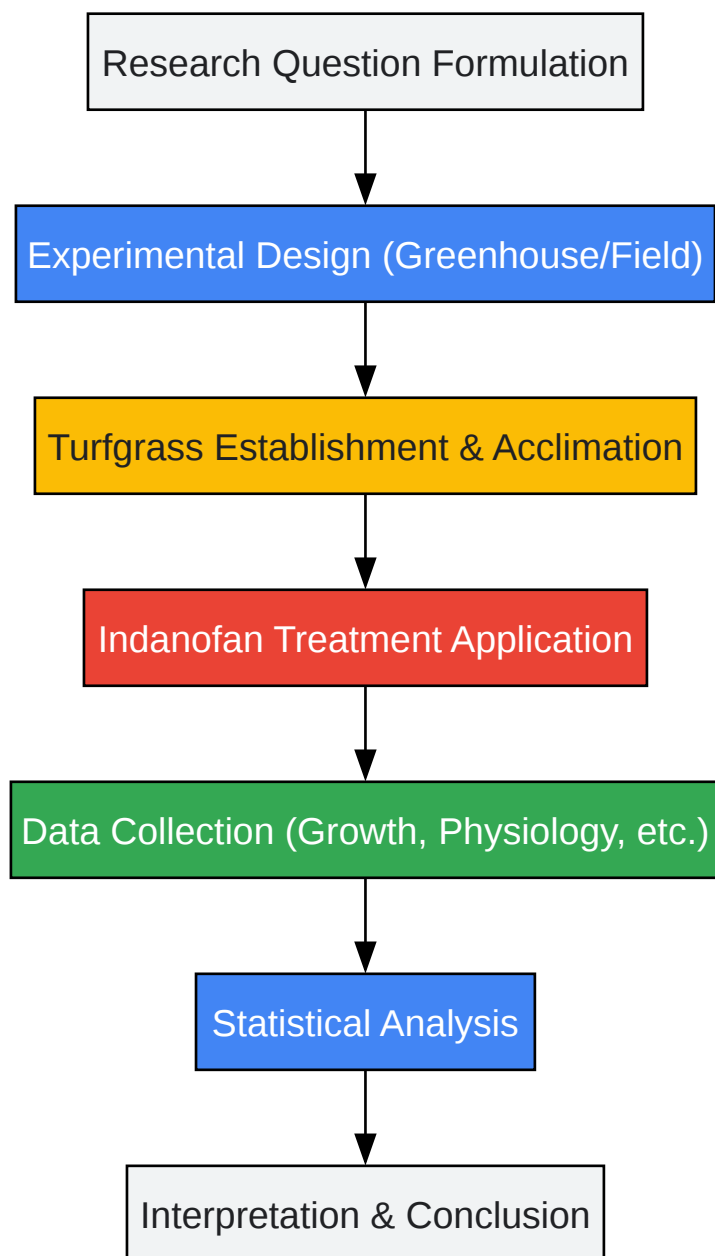 Research Question Formulation
Experimental Design (Greenhouse/Field)
Turfgrass Establishment & Acclimation
Indanofan Treatment Application
Data Collection (Growth, Physiology, etc.)
Statistical Analysis
Interpretation & Conclusion